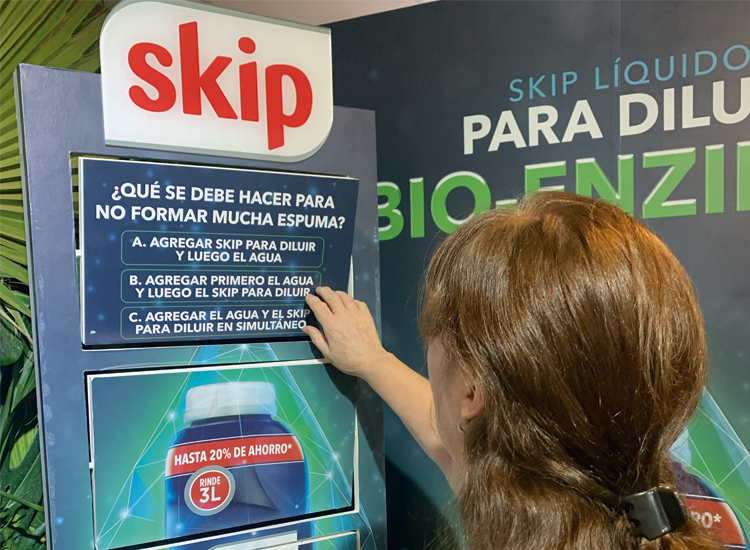 skip
SKIP LÍQUIDO
PARA DILU
BIO-ENZI
¿QUÉ SE DEBE HACER PARA
NO FORMAR MUCHA ESPUMA?
A. AGREGAR SKIP PARA DILUIR
Y LUEGO EL AGUA
B. AGREGAR PRIMERO EL AGUA
Y LUEGO EL SKIP PARA DILUIR
C. AGREGAR EL AGUA Y EL SKIP
PARA DILUIR EN SIMULTÁNEO
HASTA 20% DE AHORRO*
RINDE
3L
RRO*